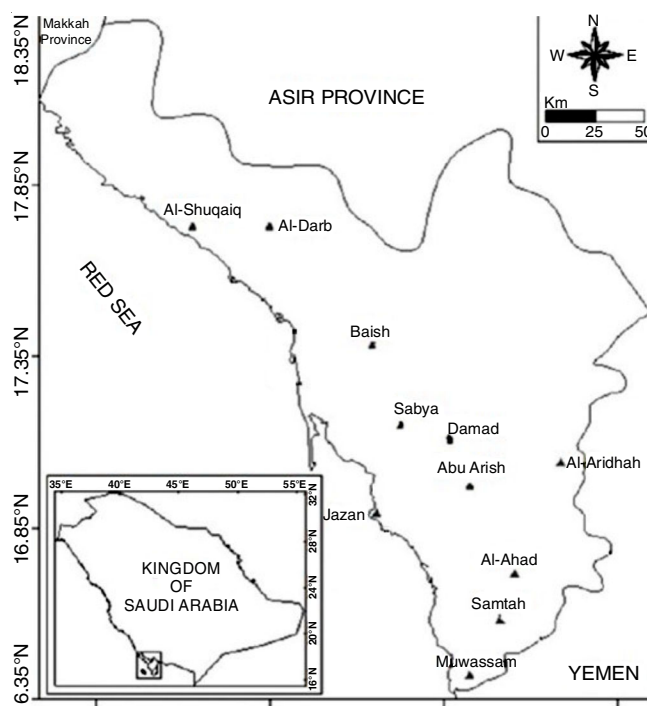 Makkah
Province
N
W
E
S
Km
0
25
50
ASIR PROVINCE
18.35°N
17.85°N
17.35°N
16.85°N
6.35°N
Al-Shuqaiq
Al-Darb
RED SEA
Baish
Sabya
Damad
Abu Arish
Al-Aridhah
Jazan
Al-Ahad
Samtah
Muwassam
YEMEN
35°E
40°E
45°E
50°E
55°E
32°N
28°N
24°N
20°N
16°N
KINGDOM
OF
SAUDI ARABIA